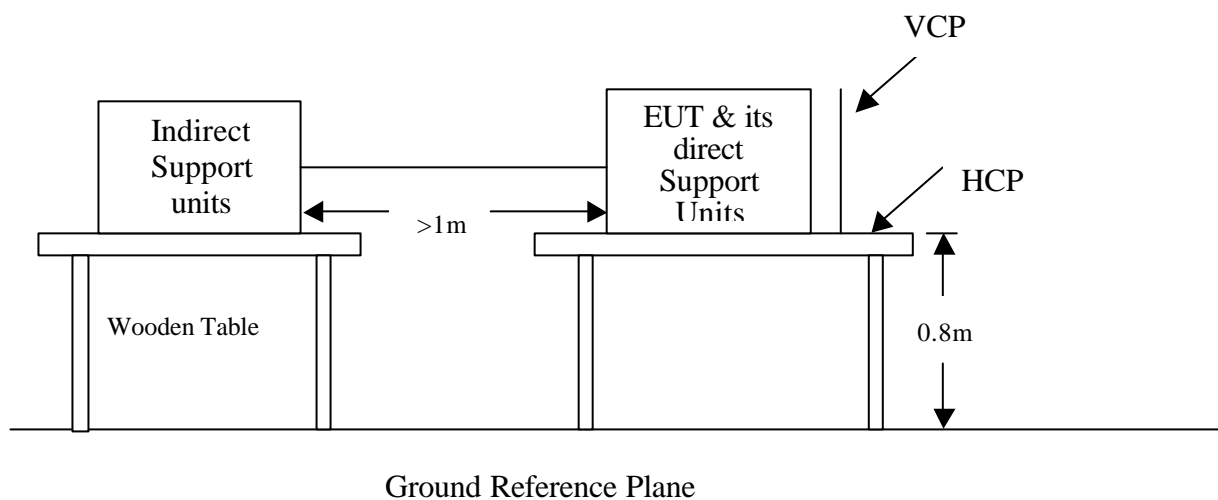 VCP
Indirect
Support
units
EUT & its
direct
Support
Units
HCP
>1m
Wooden Table
0.8m
Ground Reference Plane